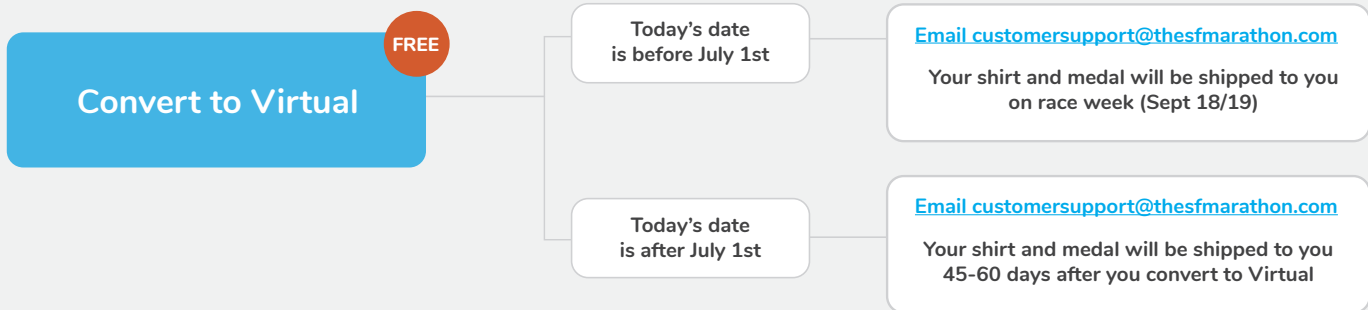 FREE
Convert to Virtual
Today's date
is before July 1st
Email customersupport@thesfmarathon.com
Your shirt and medal will be shipped to you
on race week (Sept 18/19)
Today's date
is after July 1st
Email customersupport@thesfmarathon.com
Your shirt and medal will be shipped to you
45-60 days after you convert to Virtual